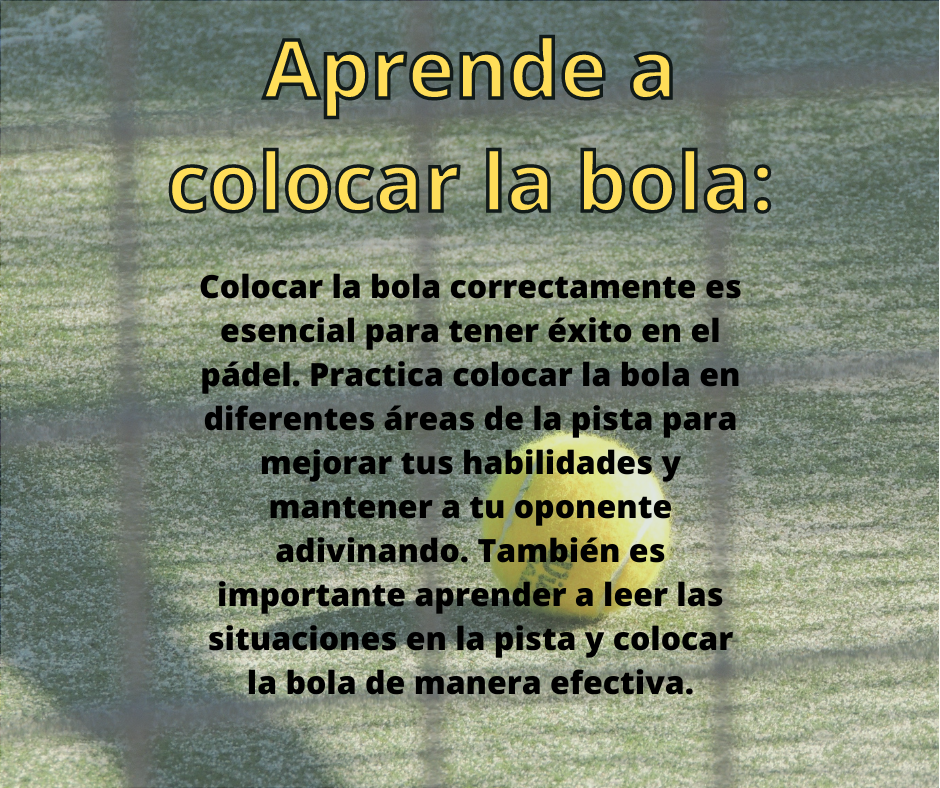 Aprende a
colocar la bola:
Colocar la bola correctamente es
esencial para tener éxito en el
pádel. Practica colocar la bola en
diferentes áreas de la pista para
mejorar tus habilidades y
mantener a tu oponente
adivinando. También es
importante aprender a leer las
situaciones en la pista y colocar
la bola de manera efectiva.